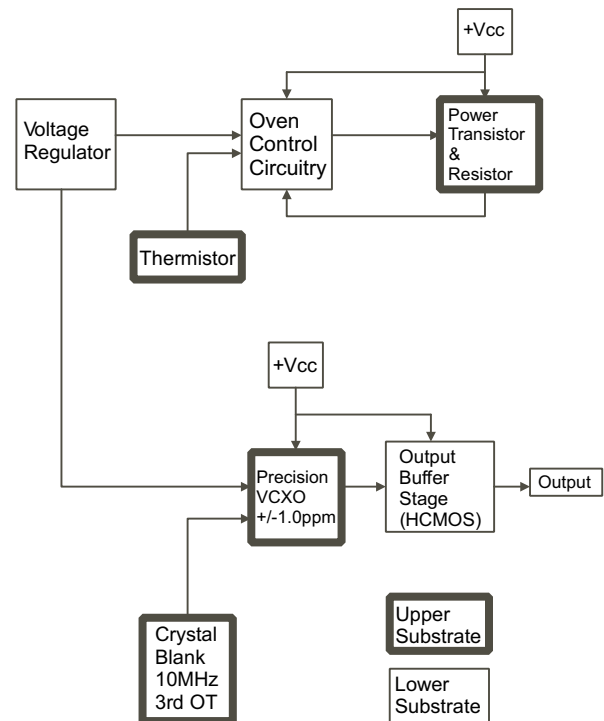 +Vcc
Voltage
Regulator
Oven
Control
Circuitry
Power
Transistor
&
Resistor
Thermistor
+Vcc
Precision
VCXO
+/-1.0ppm
Output
Buffer
Stage
(HCMOS)
Output
Crystal
Blank
10MHz
3rd OT
Upper
Substrate
Lower
Substrate